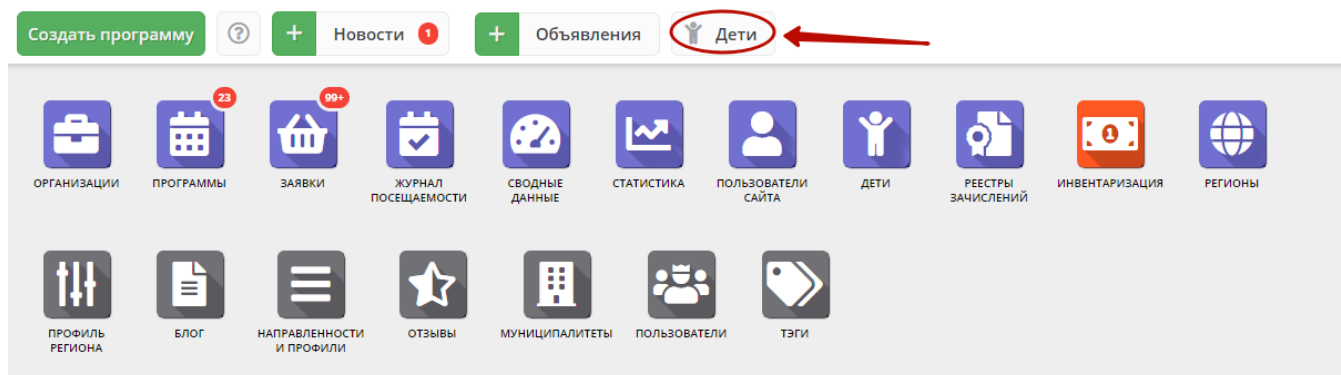 Создать программу ? + Новости 1 + Объявления Дети
23 99+
1
ОРГАНИЗАЦИИ ПРОГРАММЫ ЗАЯВКИ ЖУРНАЛ СВОДНЫЕ СТАТИСТИКА ПОЛЬЗОВАТЕЛИ ДЕТИ РЕЕСТРЫ ИНВЕНТАРИЗАЦИЯ РЕГИОНЫ
ПОСЕЩАЕМОСТИ ДАННЫЕ САЙТА ЗАЧИСЛЕНИЙ
ПРОФИЛЬ БЛОГ НАПРАВЛЕННОСТИ ОТЗЫВЫ МУНИЦИПАЛИТЕТЫ ПОЛЬЗОВАТЕЛИ ТЭГИ
РЕГИОНА И ПРОФИЛИ